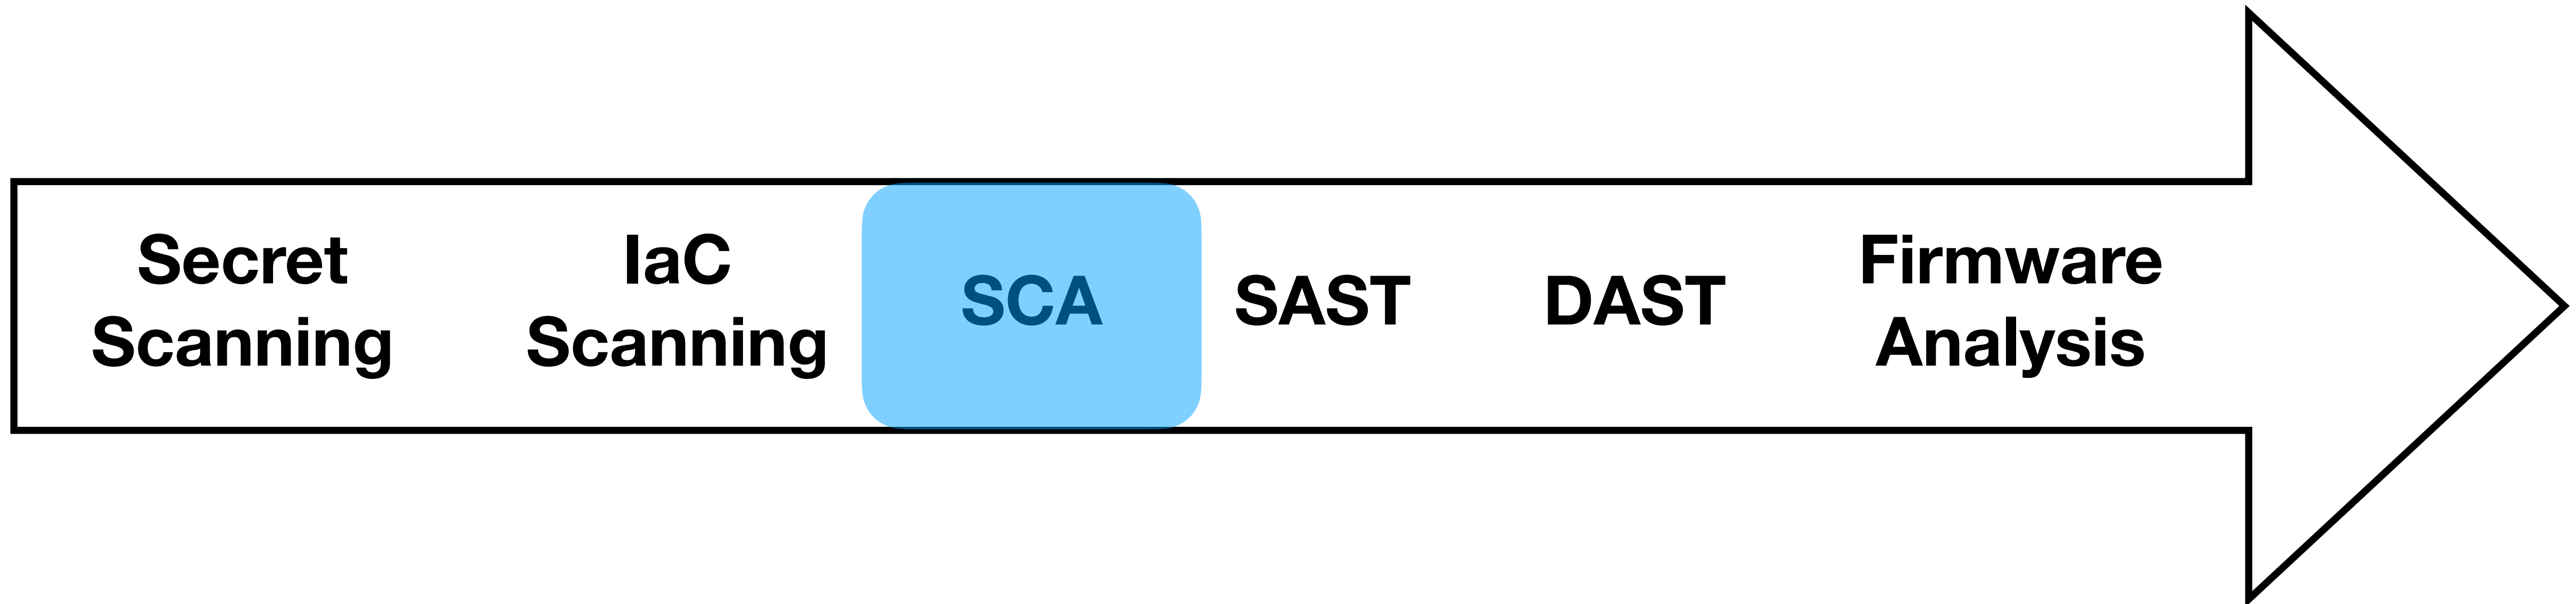 Secret
Scanning
IaC
Scanning
SCA
SAST
DAST
Firmware
Analysis